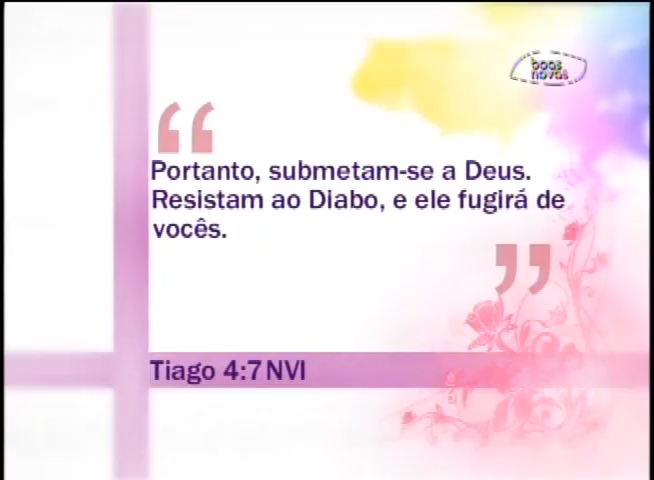 boas
novas
“
Portanto, submetam-se a Deus.
Resistam ao Diabo, e ele fugirá de
vocês.
”
Tiago 4:7 NVI